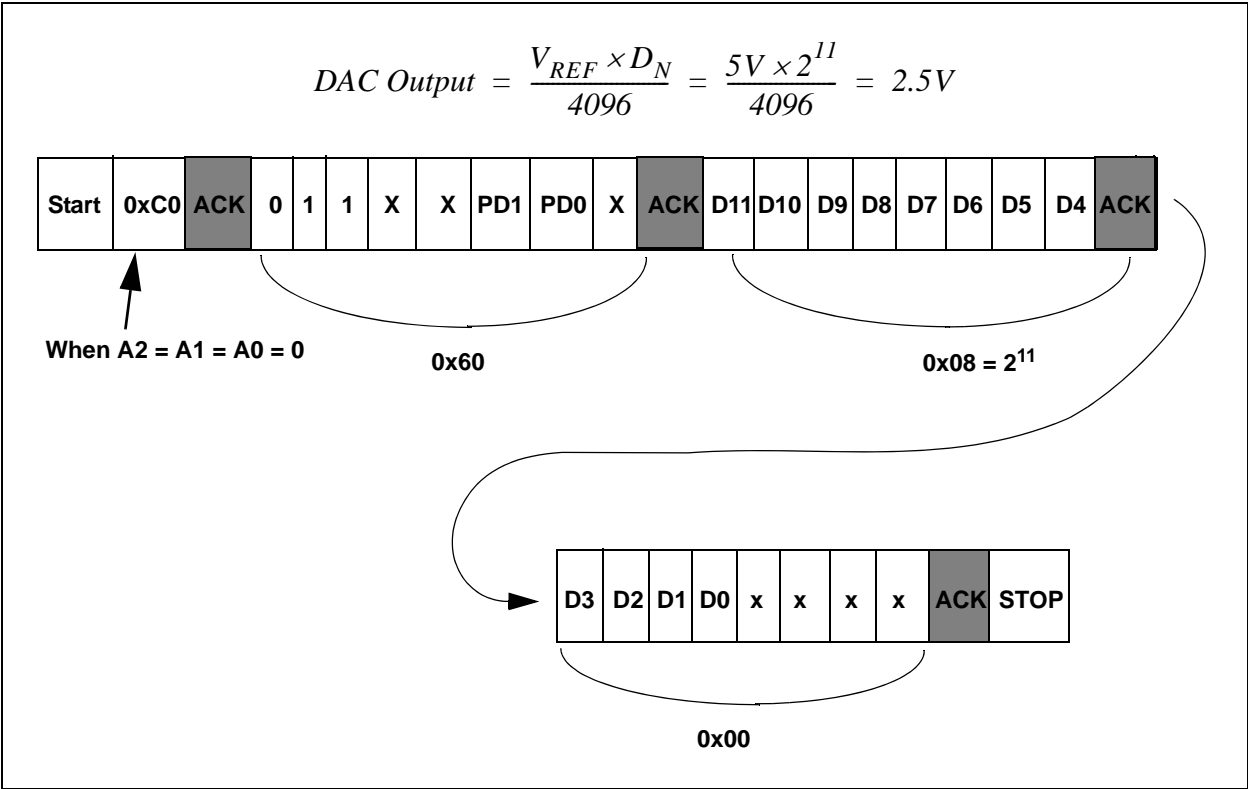 DAC Output = V_REF × D_N / 4096 = 5V × 2^11 / 4096 = 2.5V
Start 0xC0 ACK 0 1 1 X X PD1 PD0 X ACK D11 D10 D9 D8 D7 D6 D5 D4 ACK
When A2 = A1 = A0 = 0
0x60
0x08 = 2^11
D3 D2 D1 D0 x x x x ACK STOP
0x00